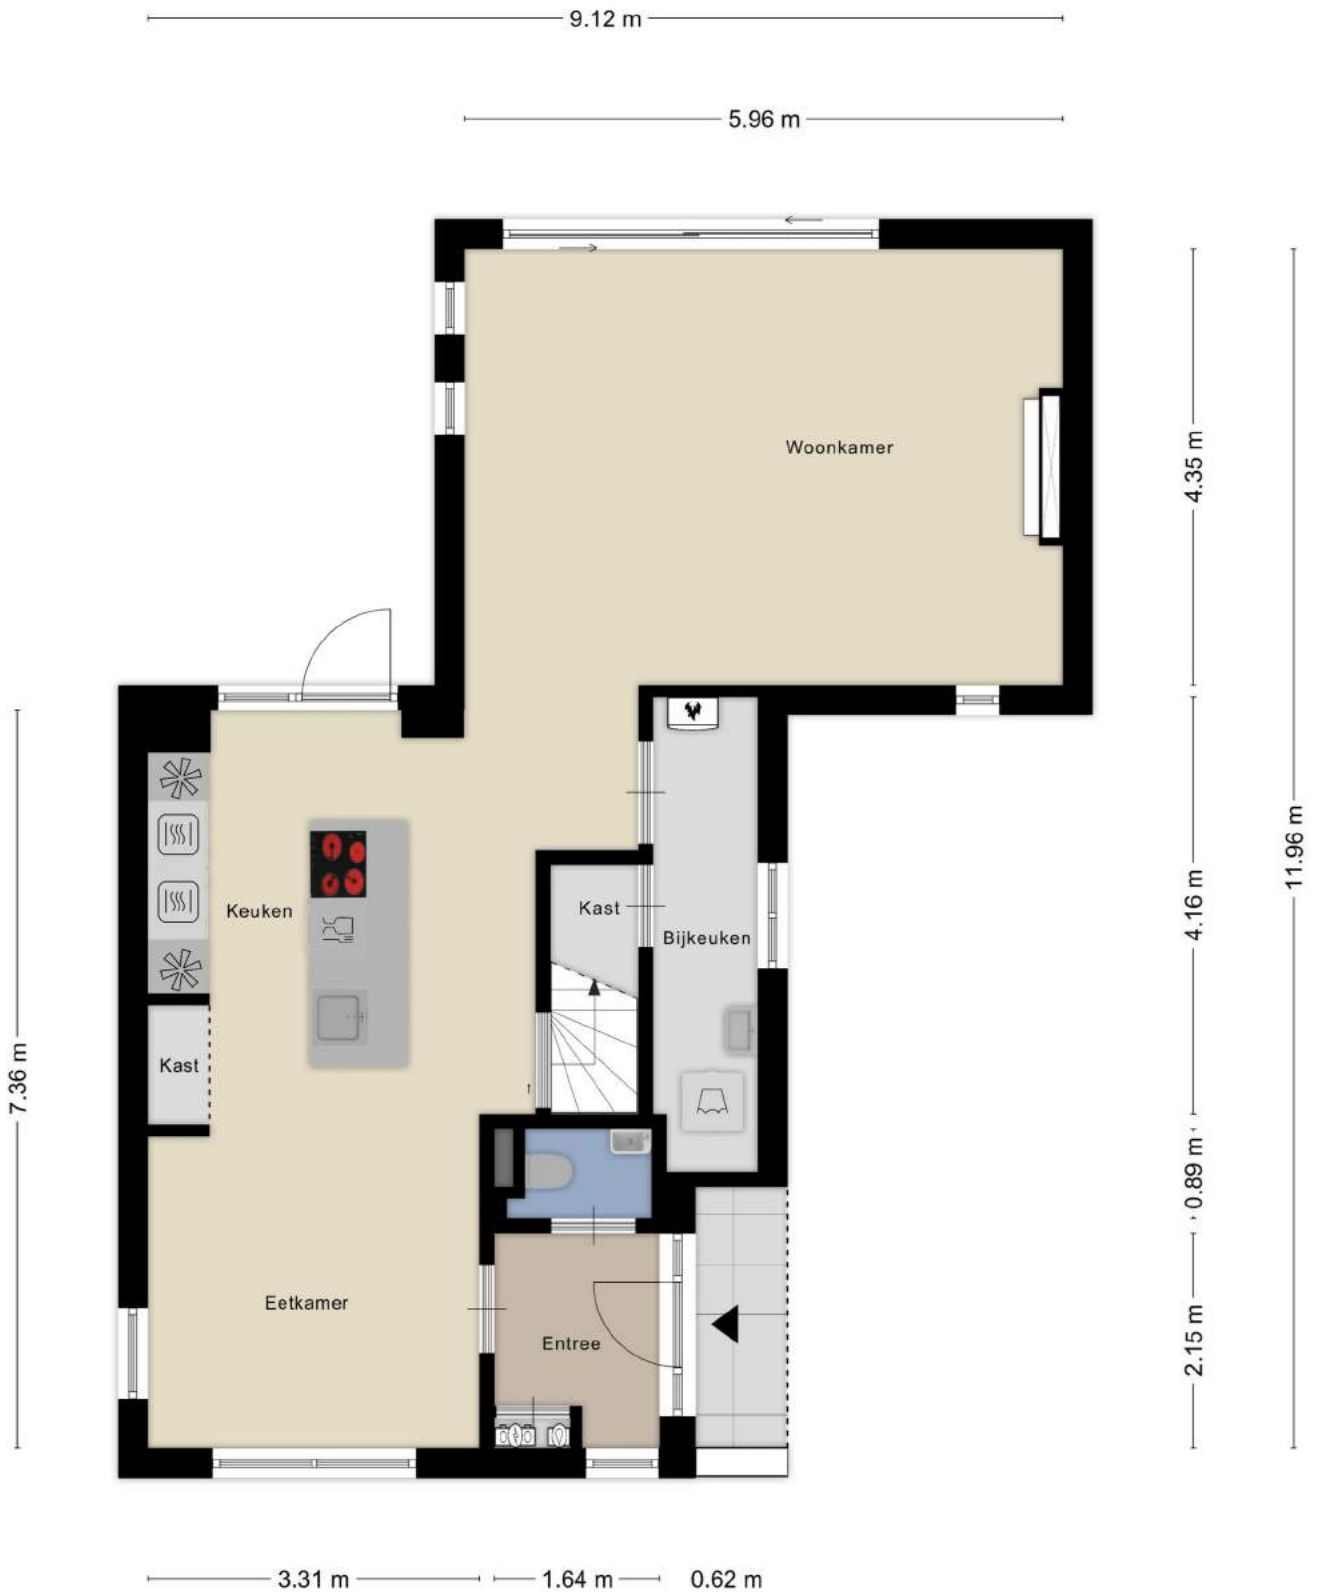 9.12 m
5.96 m
Woonkamer
4.35 m
11.96 m
Keuken
Kast
Bijkeuken
4.16 m
7.36 m
Kast
0.89 m
Eetkamer
Entree
2.15 m
3.31 m
1.64 m
0.62 m